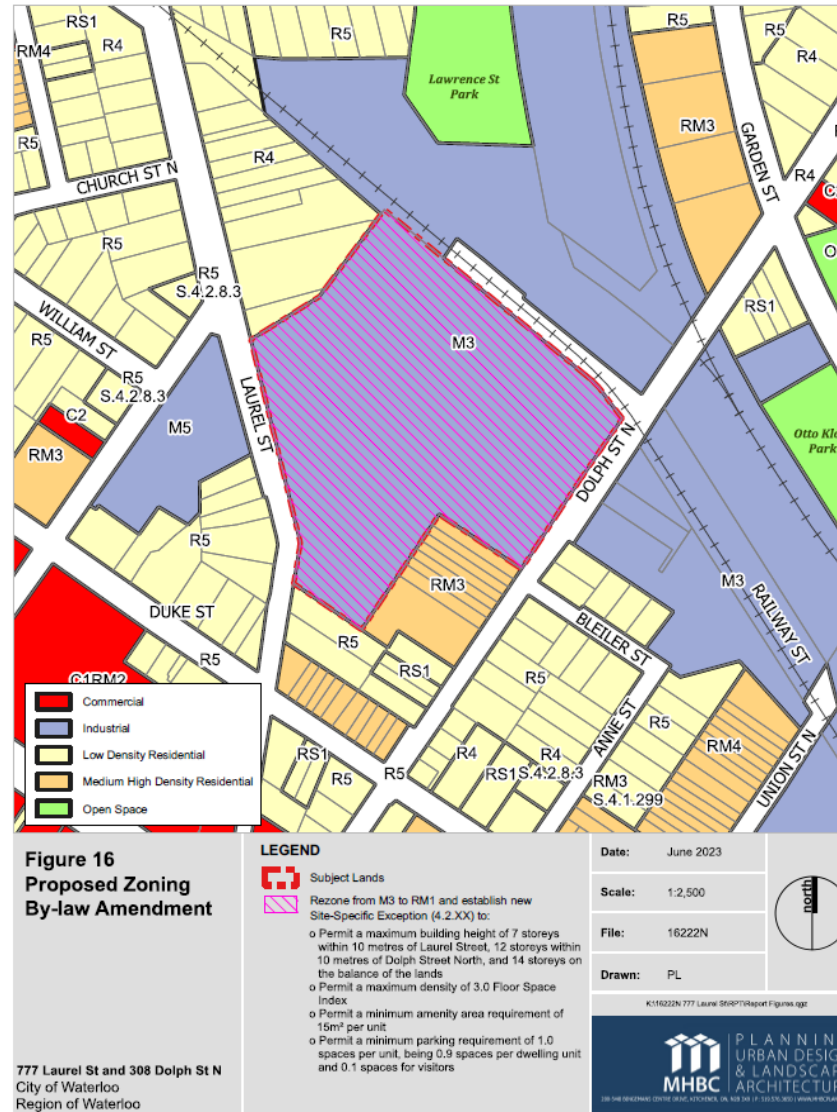 RS1
R4
RM4
R5
R5
Lawrence St
Park
R5
R5
R4
RM3
GARDEN ST
R4
CHURCH ST N
R4
R5
R5
S.4.2.8.3
WILLIAM ST
R5
R5
S.4.2.8.3
C2
RM3
M5
LAUREL ST
M3
RS1
DOLPH ST N
Park
R5
RM3
M3
RAILWAY ST
DUKE ST
R5
R5
RS1
BLEILER ST
R5
ANNE ST
R5
RM4
UNION ST N
C1RM2
RS1
R5
R5
R4
RS1
R4
S.4.2.8.3
RM3
S.4.1.299
Commercial
Industrial
Low Density Residential
Medium High Density Residential
Open Space
Figure 16
Proposed Zoning
By-law Amendment
777 Laurel St and 308 Dolph St N
City of Waterloo
Region of Waterloo
LEGEND
Subject Lands
Rezone from M3 to RM1 and establish new
Site-Specific Exception (4.2.XX) to:
o Permit a maximum building height of 7 storeys
within 10 metres of Laurel Street, 12 storeys within
10 metres of Dolph Street North, and 14 storeys on
the balance of the lands
o Permit a maximum density of 3.0 Floor Space
Index
o Permit a minimum amenity area requirement of
15m² per unit
o Permit a minimum parking requirement of 1.0
spaces per unit, being 0.9 spaces per dwelling unit
and 0.1 spaces for visitors
Date: June 2023
Scale: 1:2,500
File: 16222N
Drawn: PL
north
MHBC
PLANNING
URBAN DESIGN
& LANDSCAPE
ARCHITECTURE